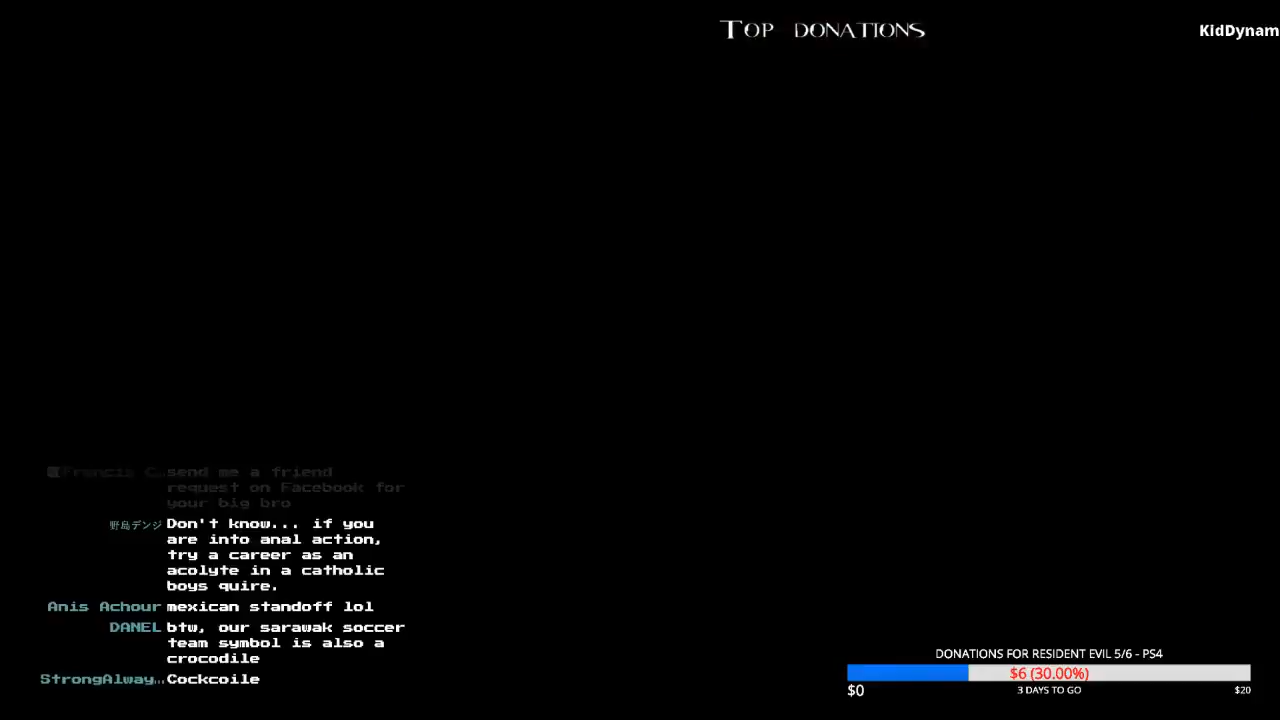 Top donations
KidDynam
Francis C… send me a friend
request on Facebook for
your big bro
野島デンジ Don't know... if you
are into anal action,
try a career as an
acolyte in a catholic
boys quire.
Anis Achour mexican standoff lol
DANEL btw, our sarawak soccer
team symbol is also a
crocodile
StrongAlway… Cockcoile
DONATIONS FOR RESIDENT EVIL 5/6 - PS4
$6 (30.00%)
$0 3 DAYS TO GO $20